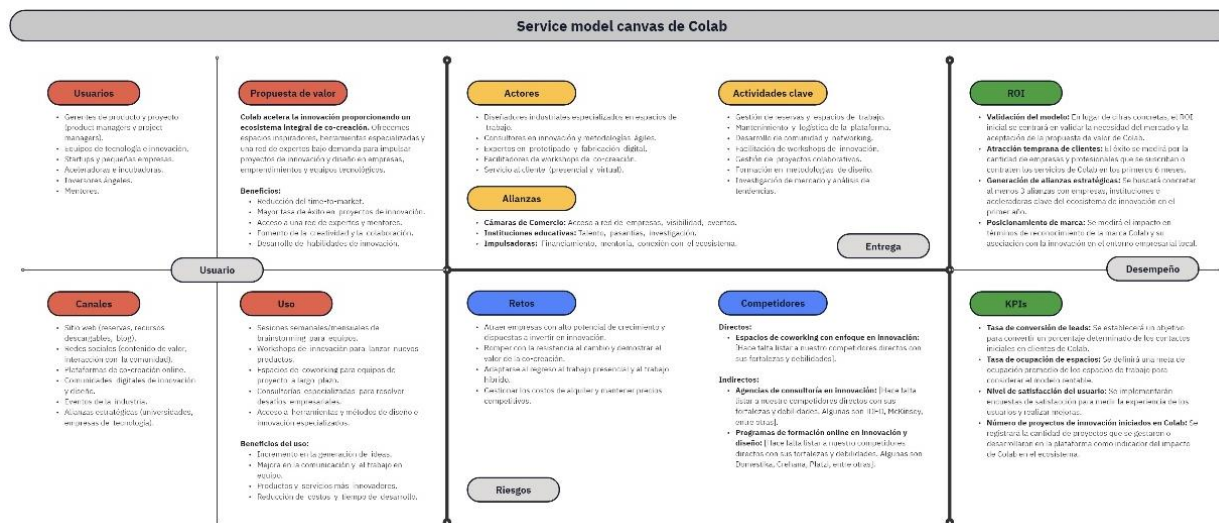 Service model canvas de Colab
Usuarios
• Gerentes de producto y proyecto
(product managers y project
managers).
• Equipos de tecnología e innovación.
• Startups y pequeñas empresas.
• Aceleradoras e incubadoras.
• Inversores ángeles.
• Mentores.
Propuesta de valor
Colab acelera la innovación proporcionando un
ecosistema integral de co-creación. Ofrecemos
espacios inspiradores, herramientas especializadas y
una red de expertos bajo demanda para impulsar
proyectos de innovación y diseño en empresas,
emprendimientos y equipos tecnológicos.
Beneficios:
• Reducción del time-to-market.
• Mayor tasa de éxito en proyectos de innovación.
• Acceso a una red de expertos y mentores.
• Fomento de la creatividad y la colaboración.
• Desarrollo de habilidades de innovación.
Actores
• Diseñadores industriales especializados en espacios de
trabajo.
• Consultores en innovación y metodologías ágiles.
• Expertos en prototipado y fabricación digital.
• Facilitadores de workshops de co-creación.
• Servicio al cliente (presencial y virtual).
Alianzas
• Cámaras de Comercio: Acceso a red de empresas, visibilidad, eventos.
• Instituciones educativas: Talento, pasantías, investigación.
• Impulsadoras: Financiamiento, mentoría, conexión con el ecosistema.
Actividades clave
• Gestión de reservas y espacios de trabajo.
• Mantenimiento y logística de la plataforma.
• Desarrollo de comunidad y networking.
• Facilitación de workshops de innovación.
• Gestión de proyectos colaborativos.
• Formación en metodologías de diseño.
• Investigación de mercado y análisis de
tendencias.
Entrega
ROI
• Validación del modelo: En lugar de cifras concretas, el ROI
inicial se centrará en validar la necesidad del mercado y la
aceptación de la propuesta de valor de Colab.
• Atracción temprana de clientes: El éxito se medirá por la
cantidad de empresas y profesionales que se suscriban o
contraten los servicios de Colab en los primeros 6 meses.
• Generación de alianzas estratégicas: Se buscará concretar
al menos 3 alianzas con empresas, instituciones o
aceleradoras clave del ecosistema de innovación en el
primer año.
• Posicionamiento de marca: Se medirá el impacto en
términos de reconocimiento de la marca Colab y su
asociación con la innovación en el entorno empresarial local.
Usuario
Desempeño
Canales
• Sitio web (reservas, recursos
descargables, blog).
• Redes sociales (contenido de valor,
interacción con la comunidad).
• Plataformas de co-creación online.
• Comunidades digitales de innovación
y diseño.
• Eventos de la industria.
• Alianzas estratégicas (universidades,
empresas de tecnología).
Uso
• Sesiones semanales/mensuales de
brainstorming para equipos.
• Workshops de innovación para lanzar nuevos
productos.
• Espacios de coworking para equipos de
proyecto a largo plazo.
• Consultorías especializadas para resolver
desafíos empresariales.
• Acceso a herramientas y métodos de diseño e
innovación especializados.
Beneficios del uso:
• Incremento en la generación de ideas.
• Mejora en la comunicación y el trabajo en
equipo.
• Productos y servicios más innovadores.
• Reducción de costos y tiempo de desarrollo.
Retos
• Atraer empresas con alto potencial de crecimiento y
dispuestas a invertir en innovación.
• Romper con la resistencia al cambio y demostrar el
valor de la co-creación.
• Adaptarse al regreso al trabajo presencial y al trabajo
híbrido.
• Gestionar los costos de alquiler y mantener precios
competitivos.
Riesgos
Competidores
Directos:
• Espacios de coworking con enfoque en innovación:
[Hace falta listar a nuestro competidores directos con
sus fortalezas y debilidades].
Indirectos:
• Agencias de consultoría en innovación: [Hace falta
listar a nuestro competidores directos con sus
fortalezas y debilidades. Algunas son IDEO, McKinsey,
entre otras].
• Programas de formación online en innovación y
diseño: [Hace falta listar a nuestro competidores
directos con sus fortalezas y debilidades. Algunas son
Domestika, Crehana, Platzi, entre otras].
KPIs
• Tasa de conversión de leads: Se establecerá un objetivo
para convertir un porcentaje determinado de los contactos
iniciales en clientes de Colab.
• Tasa de ocupación de espacios: Se definirá una meta de
ocupación promedio de los espacios de trabajo para
considerar el modelo rentable.
• Nivel de satisfacción del usuario: Se implementarán
encuestas de satisfacción para medir la experiencia de los
usuarios y realizar mejoras.
• Número de proyectos de innovación iniciados en Colab: Se
registrará la cantidad de proyectos que se gestaron o
desarrollaron en la plataforma como indicador del impacto
de Colab en el ecosistema.